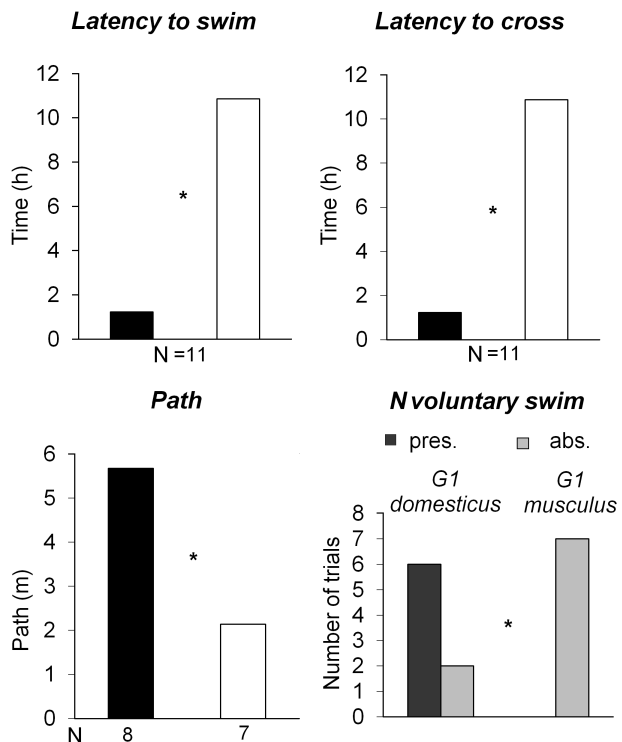 Latency to swim
Time (h)
12
10
8
6
4
2
0
*
N =11
Latency to cross
Time (h)
12
10
8
6
4
2
0
*
N =11
Path
Path (m)
6
5
4
3
2
1
0
*
N 8 7
N voluntary swim
pres. abs.
G1 domesticus
G1 musculus
Number of trials
8
7
6
5
4
3
2
1
0
*